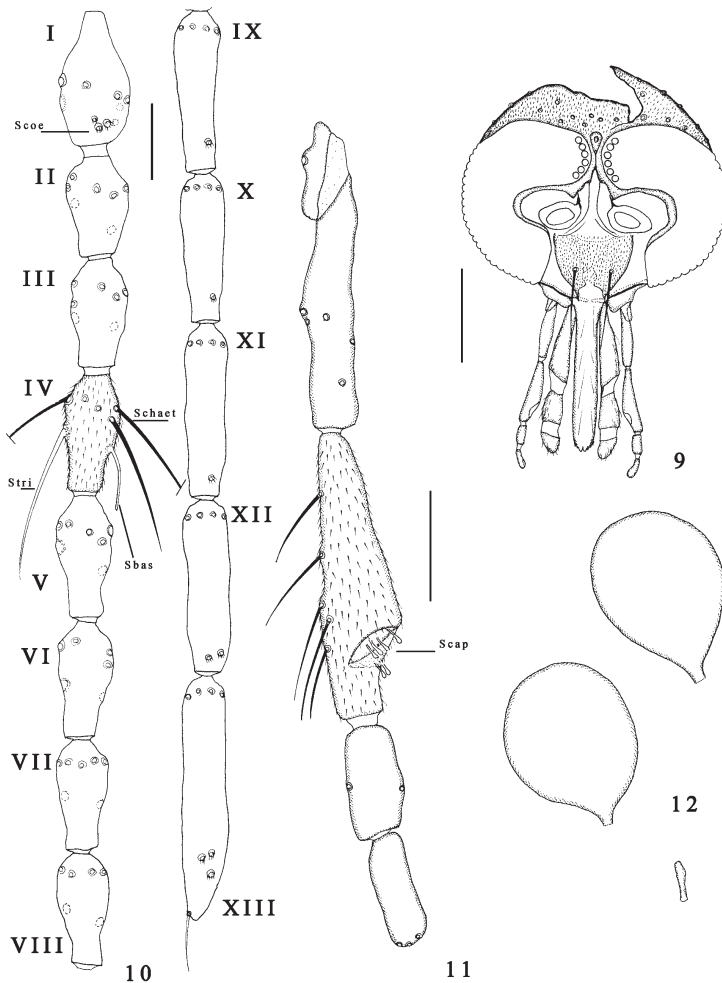 I
Scoe
II
III
IV
Schaet
Stri
Sbas
V
VI
VII
VIII
10
IX
X
XI
XII
XIII
Scap
11
9
12